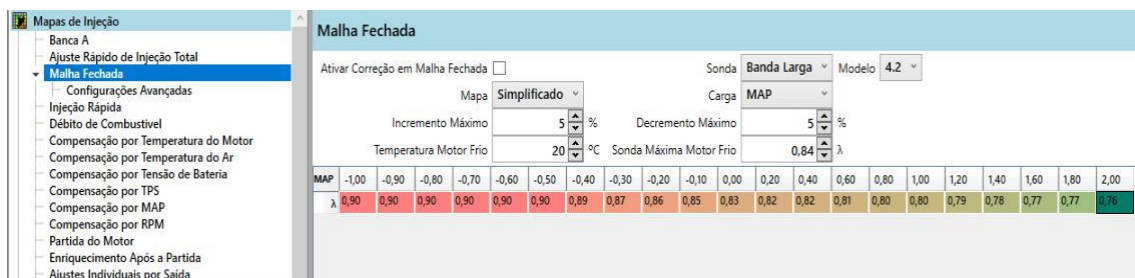 Mapas de Injeção
Banca A
Ajuste Rápido de Injeção Total
Malha Fechada
Configurações Avançadas
Injeção Rápida
Débito de Combustivel
Compensação por Temperatura do Motor
Compensação por Temperatura do Ar
Compensação por Tensão de Bateria
Compensação por TPS
Compensação por MAP
Compensação por RPM
Partida do Motor
Enriquecimento Após a Partida
Ajustes Individuais por Saída
Malha Fechada
Ativar Correção em Malha Fechada Sonda Banda Larga Modelo 4.2
Mapa Simplificado Carga MAP
Incremento Máximo 5 % Decremento Máximo 5 %
Temperatura Motor Frio 20 °C Sonda Máxima Motor Frio 0,84 λ
MAP -1,00 -0,90 -0,80 -0,70 -0,60 -0,50 -0,40 -0,30 -0,20 -0,10 0,00 0,20 0,40 0,60 0,80 1,00 1,20 1,40 1,60 1,80 2,00
λ 0,90 0,90 0,90 0,90 0,90 0,90 0,89 0,87 0,86 0,85 0,83 0,82 0,82 0,81 0,80 0,80 0,79 0,78 0,77 0,77 0,76